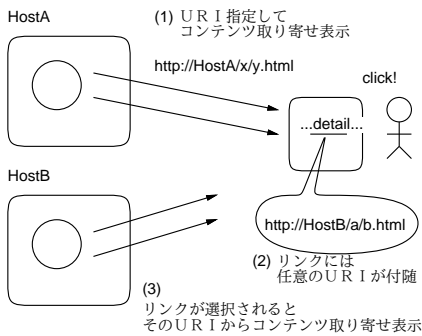 HostA
(1) ＵＲＩ指定して
コンテンツ取り寄せ表示
http://HostA/x/y.html
click!
...detail...
HostB
http://HostB/a/b.html
(2) リンクには
任意のＵＲＩが付随
(3)
リンクが選択されると
そのＵＲＩからコンテンツ取り寄せ表示